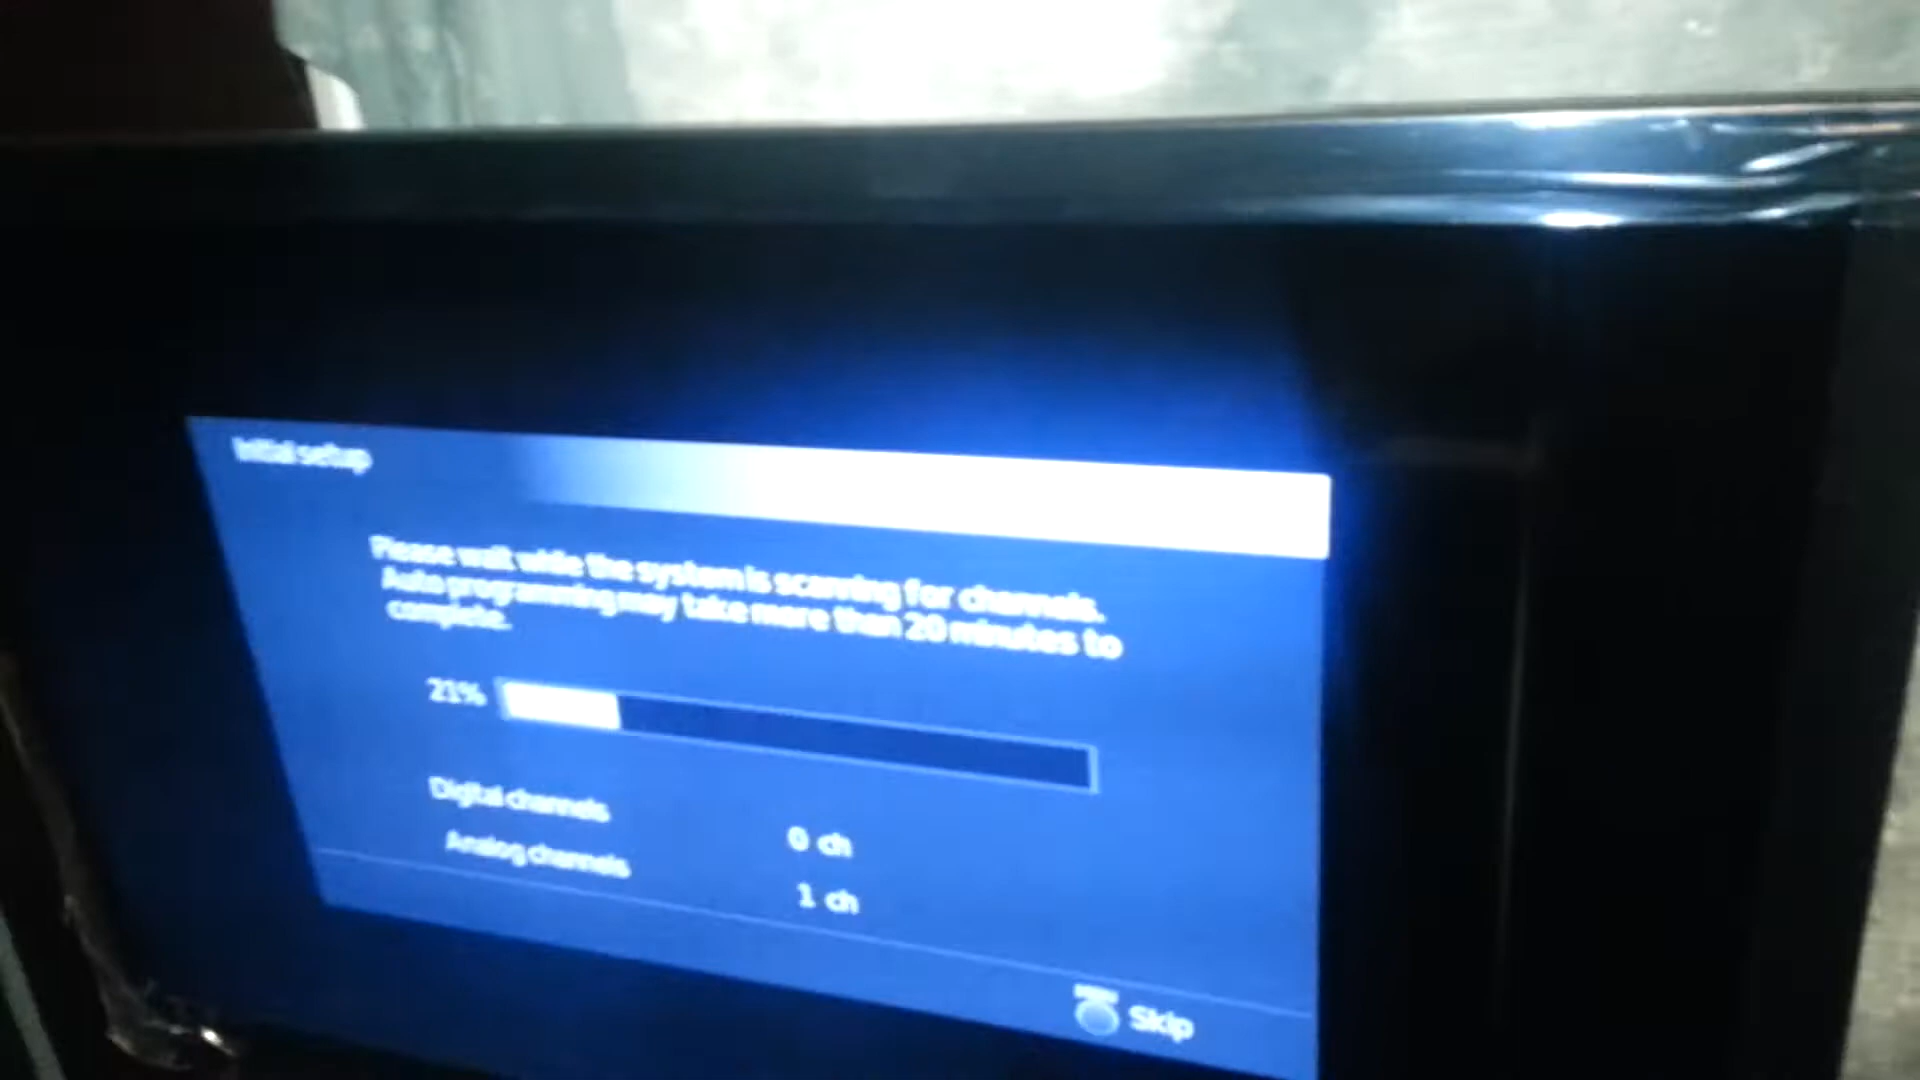 Initial setup
Please wait while the system is scanning for channels.
Auto programming may take more than 20 minutes to
complete.
21%
Digital channels 0 ch
Analog channels 1 ch
MENU
Skip